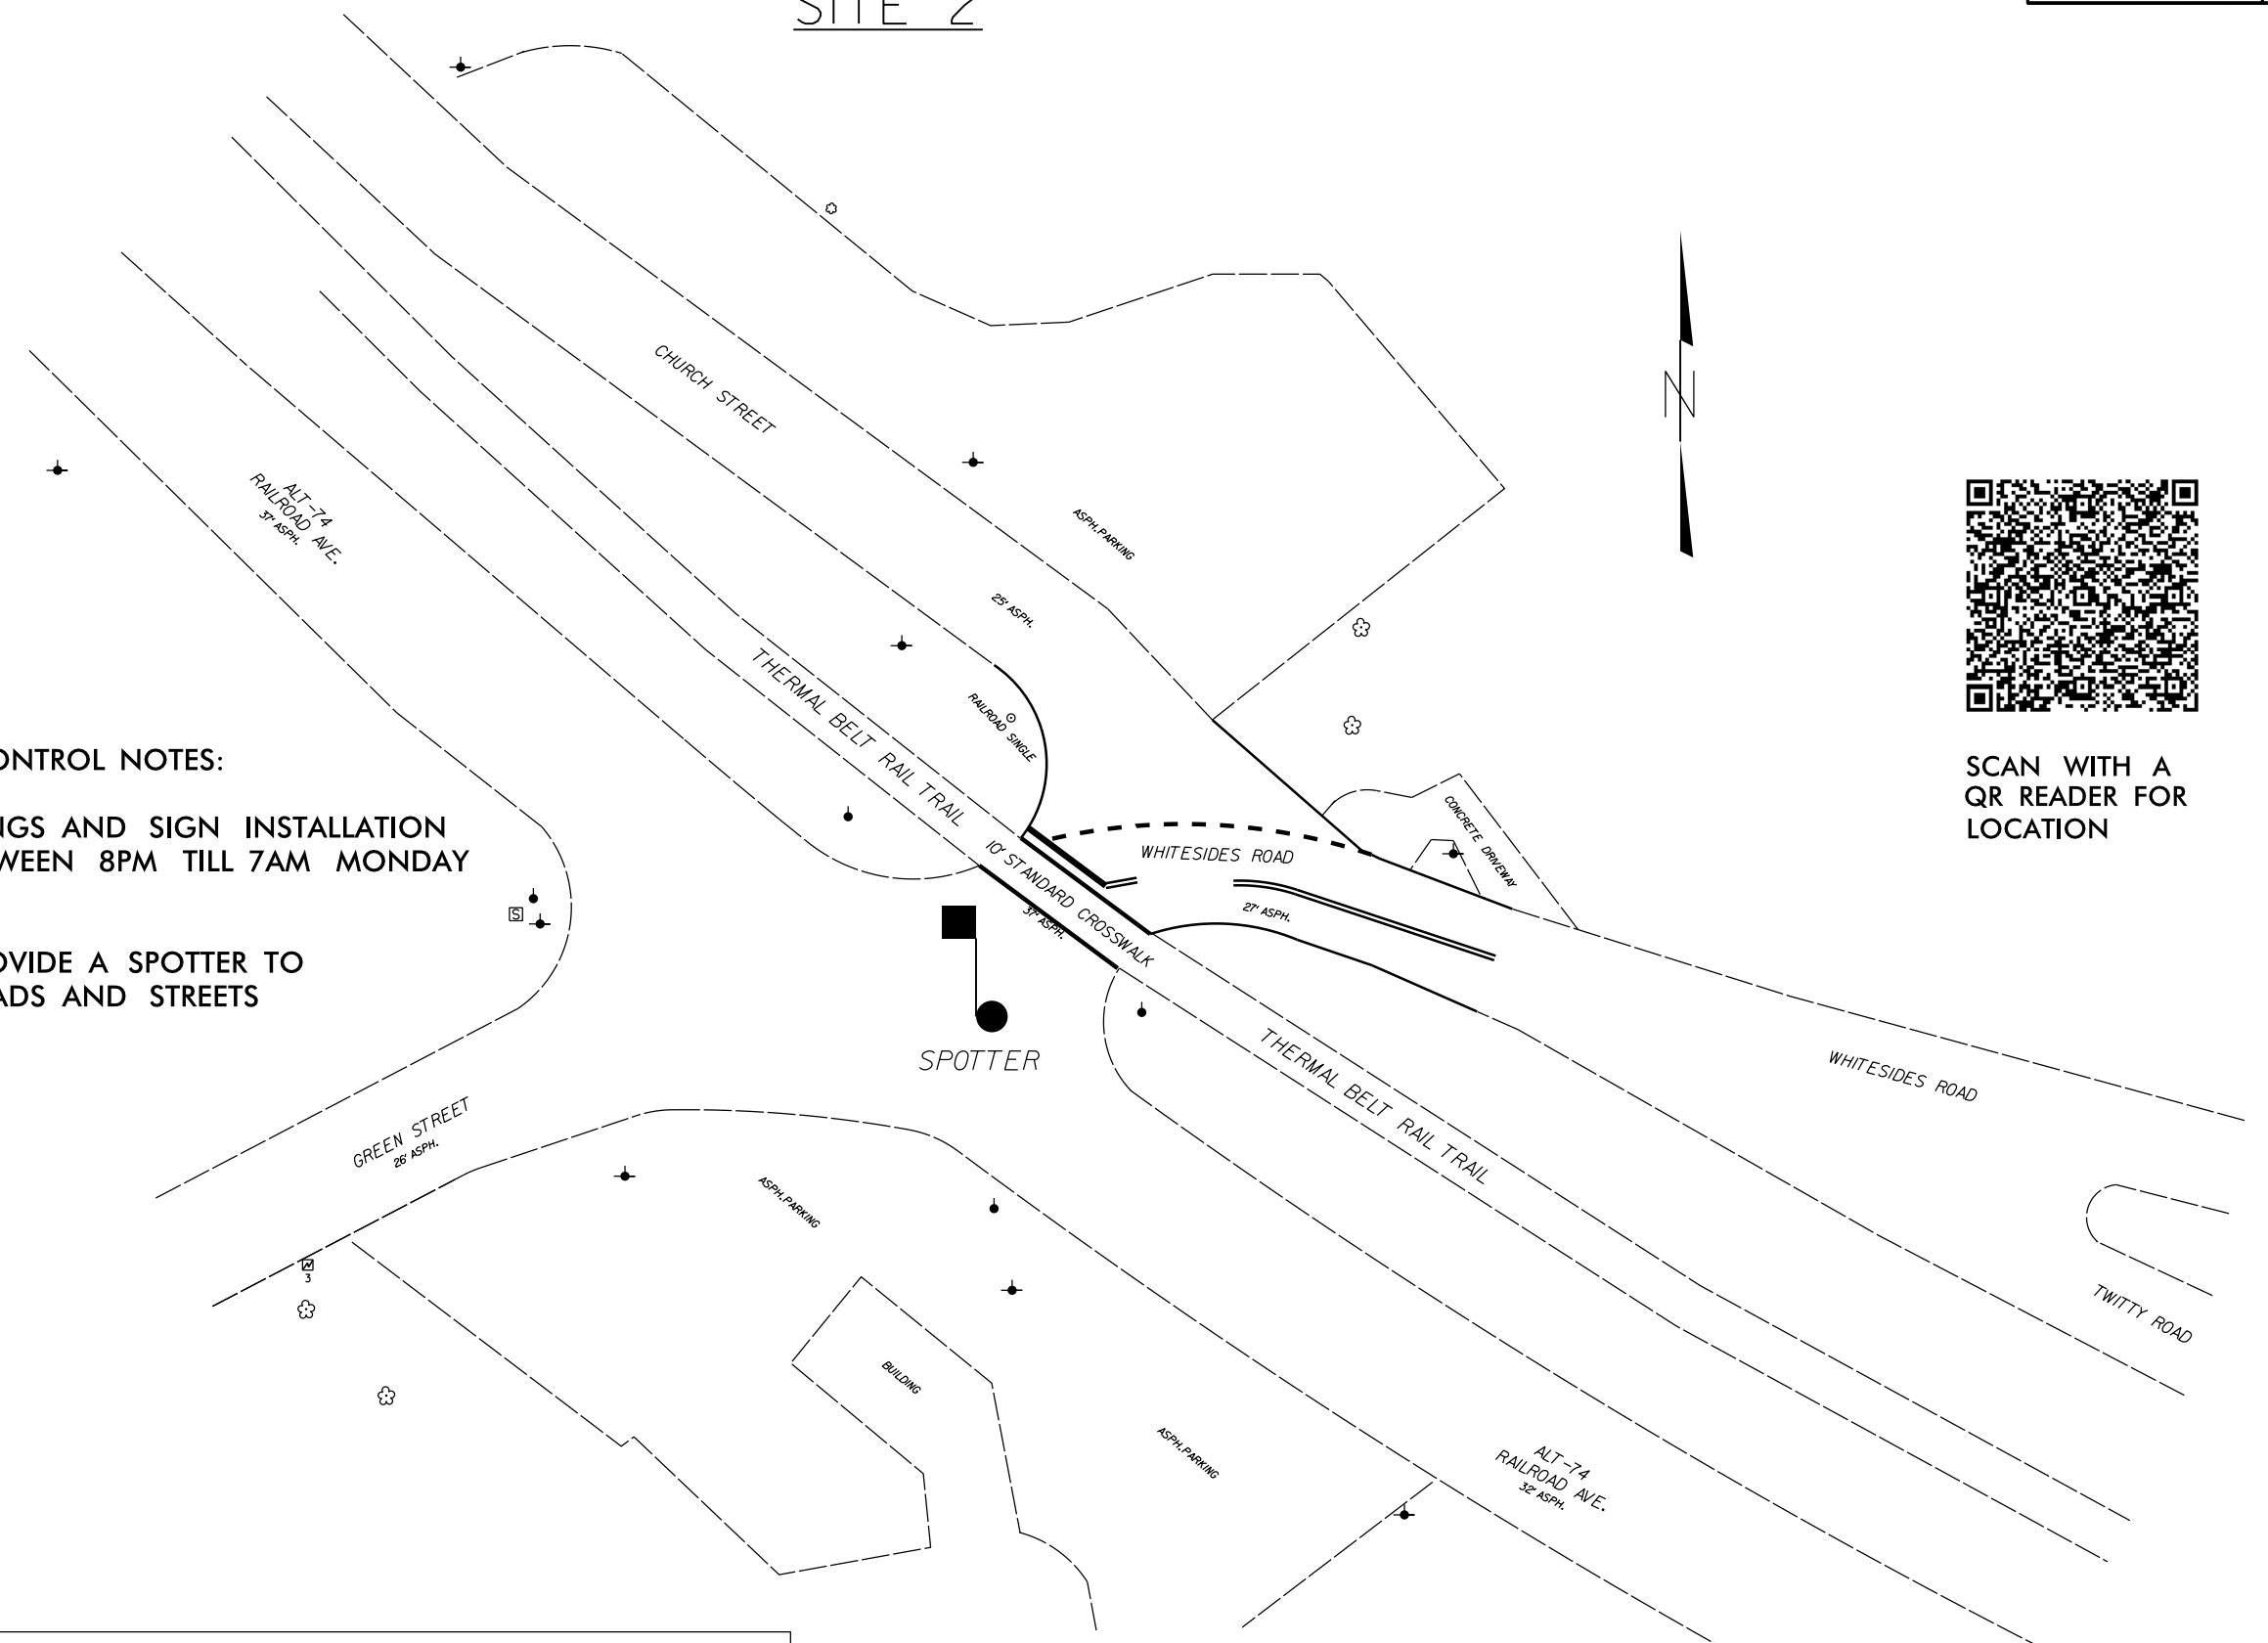 SITE 2
CHURCH STREET
ALT-74
RAILROAD AVE.
37' ASPH.
ASPH. PARKING
25' ASPH.
N
THERMAL BELT RAIL TRAIL
RAILROAD SINGLE
SCAN WITH A
QR READER FOR
LOCATION
ONTROL NOTES:
NGS AND SIGN INSTALLATION
WEEN 8PM TILL 7AM MONDAY
OVIDE A SPOTTER TO
ADS AND STREETS
CONCRETE DRIVEWAY
WHITESIDES ROAD
10' STANDARD CROSSWALK
37' ASPH.
27' ASPH.
S
SPOTTER
THERMAL BELT RAIL TRAIL
WHITESIDES ROAD
GREEN STREET
26' ASPH.
ASPH. PARKING
3
TWITTY ROAD
BUILDING
ASPH. PARKING
ALT-74
RAILROAD AVE.
32' ASPH.